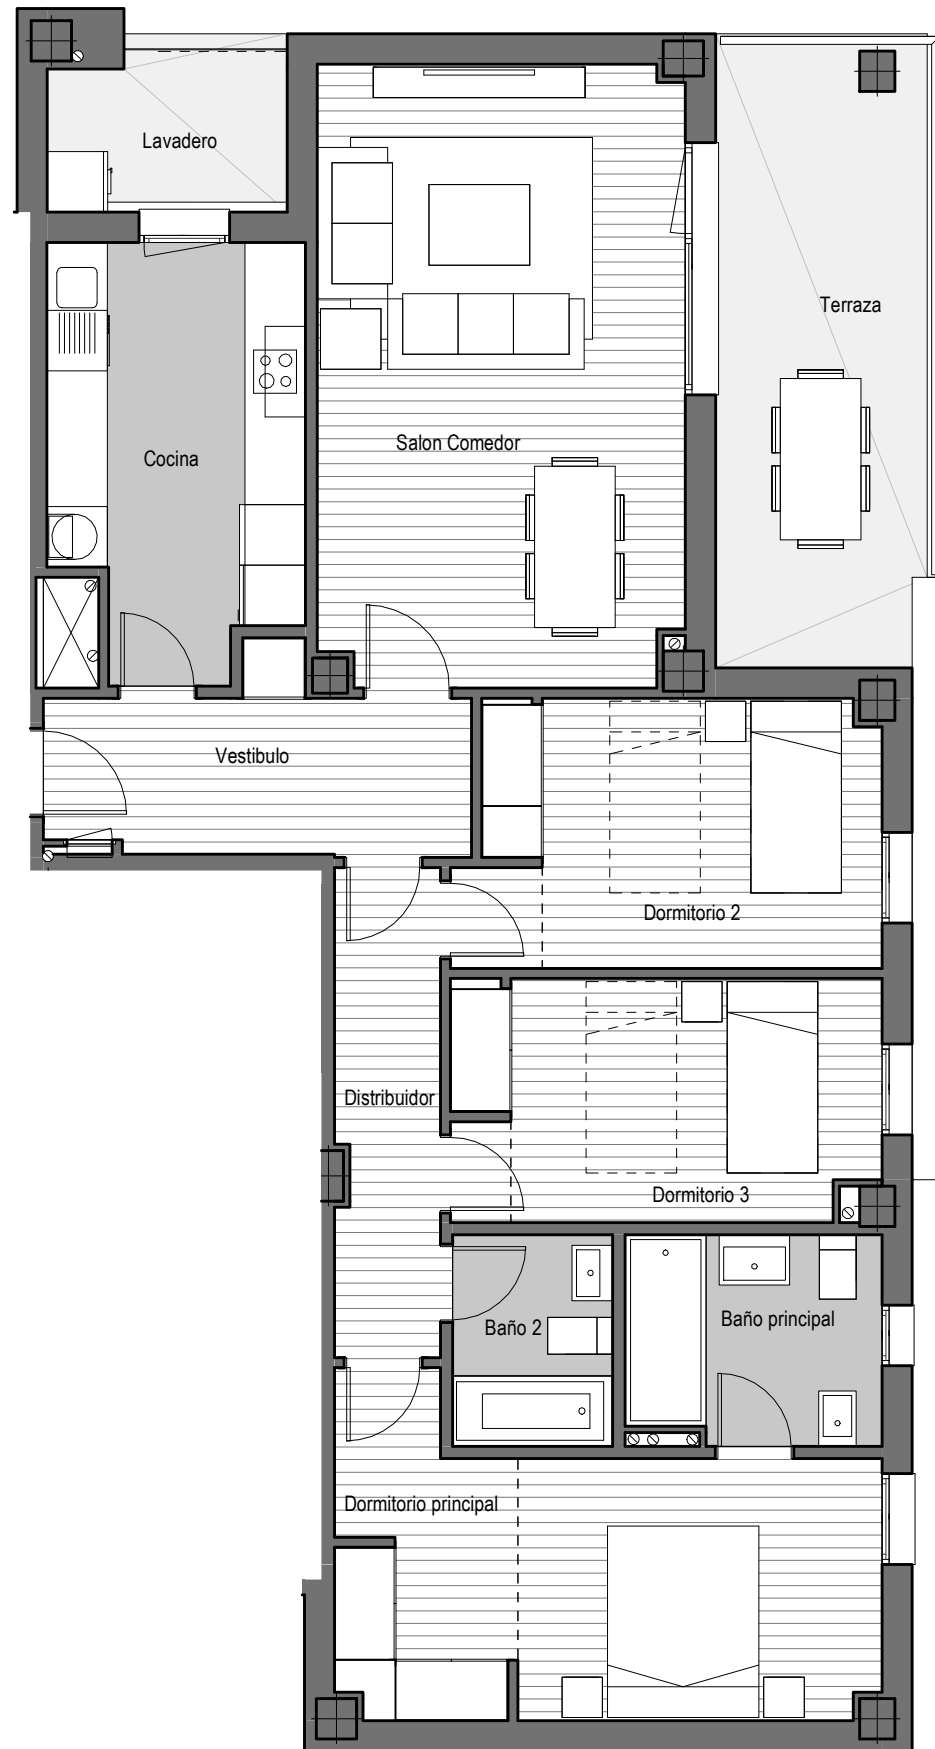 Lavadero
Terraza
Salon Comedor
Cocina
Vestibulo
Dormitorio 2
Distribuidor
Dormitorio 3
Baño 2
Baño principal
Dormitorio principal